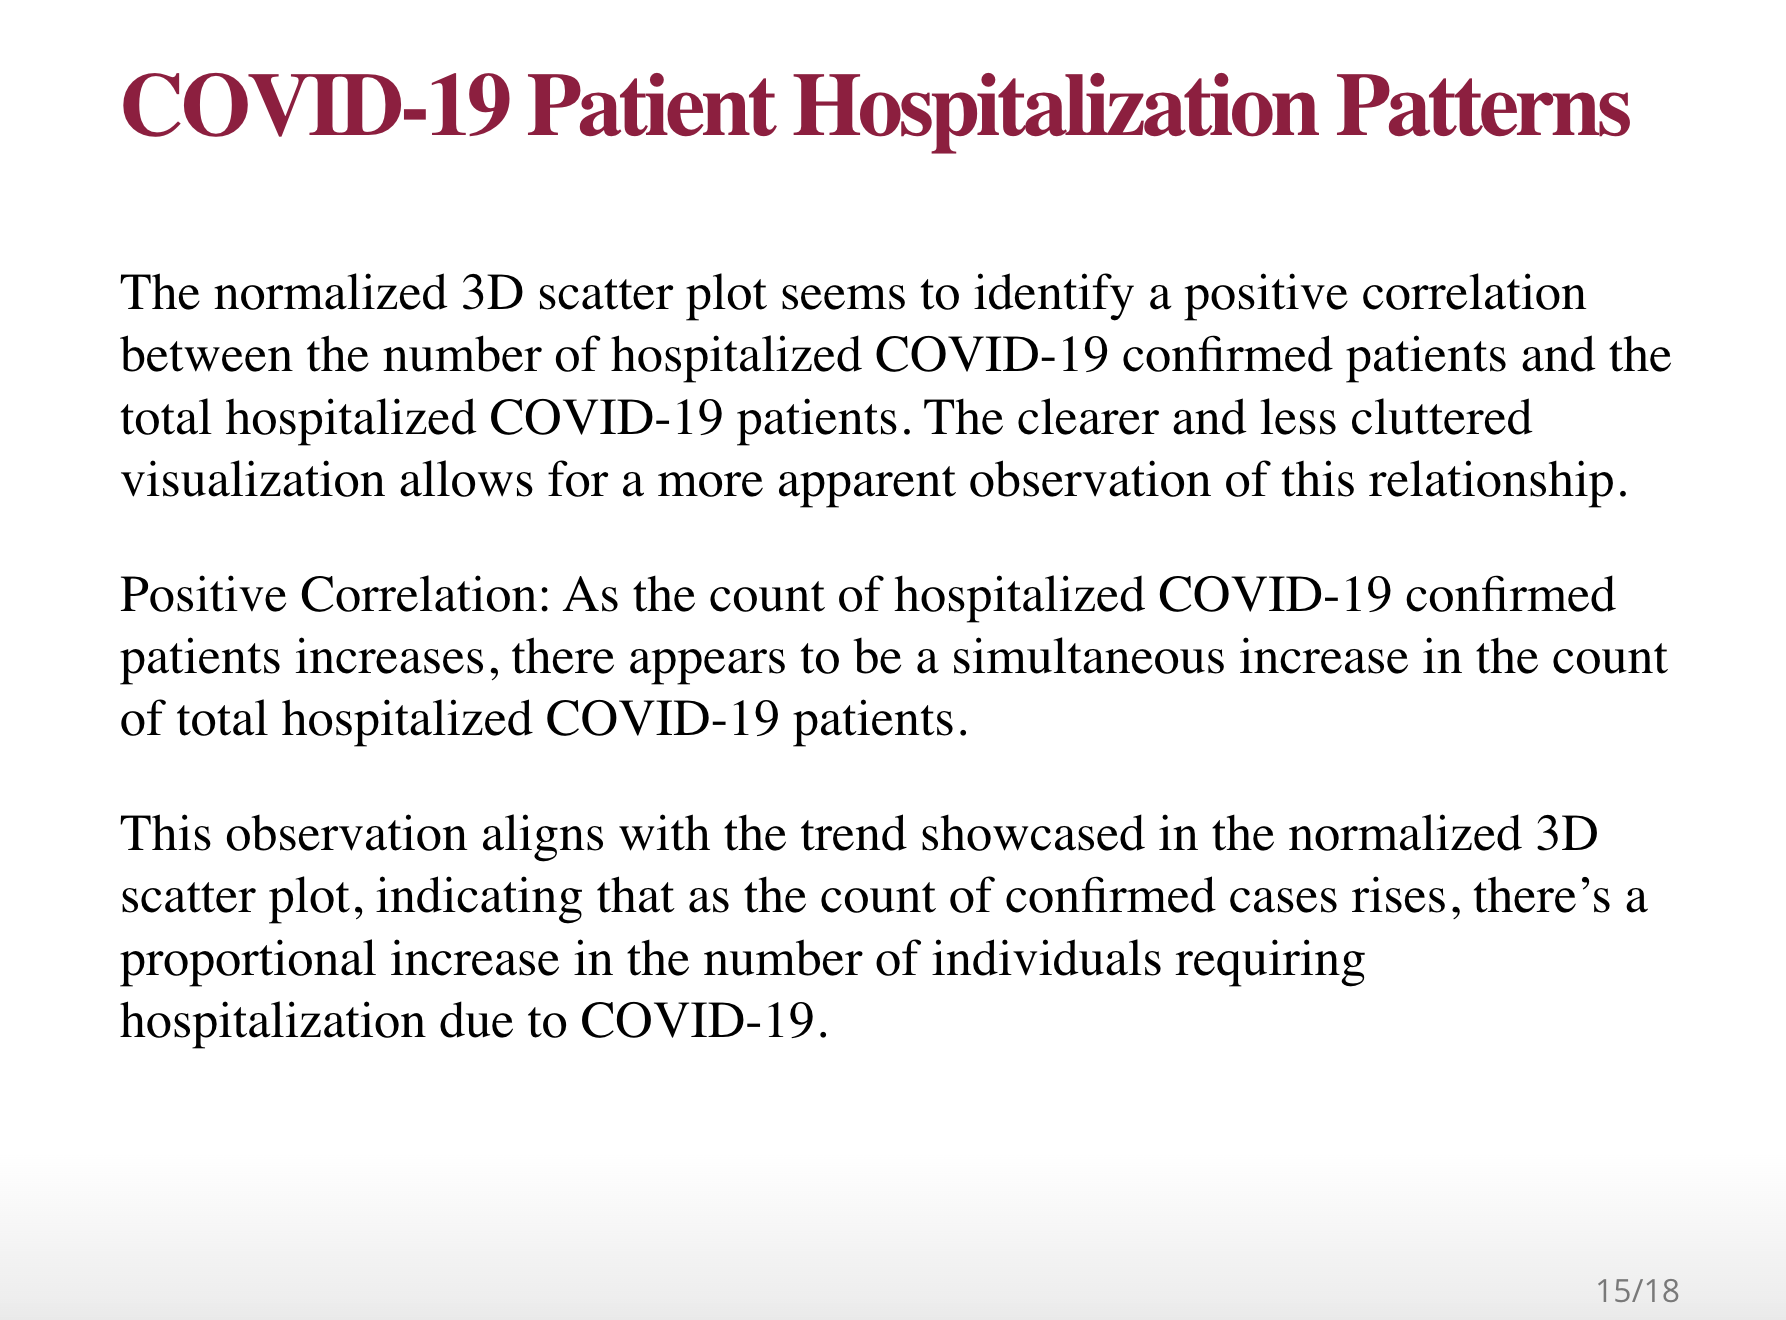 COVID-19 Patient Hospitalization Patterns
The normalized 3D scatter plot seems to identify a positive correlation
between the number of hospitalized COVID-19 confirmed patients and the
total hospitalized COVID-19 patients. The clearer and less cluttered
visualization allows for a more apparent observation of this relationship.
Positive Correlation: As the count of hospitalized COVID-19 confirmed
patients increases, there appears to be a simultaneous increase in the count
of total hospitalized COVID-19 patients.
This observation aligns with the trend showcased in the normalized 3D
scatter plot, indicating that as the count of confirmed cases rises, there’s a
proportional increase in the number of individuals requiring
hospitalization due to COVID-19.
15/18